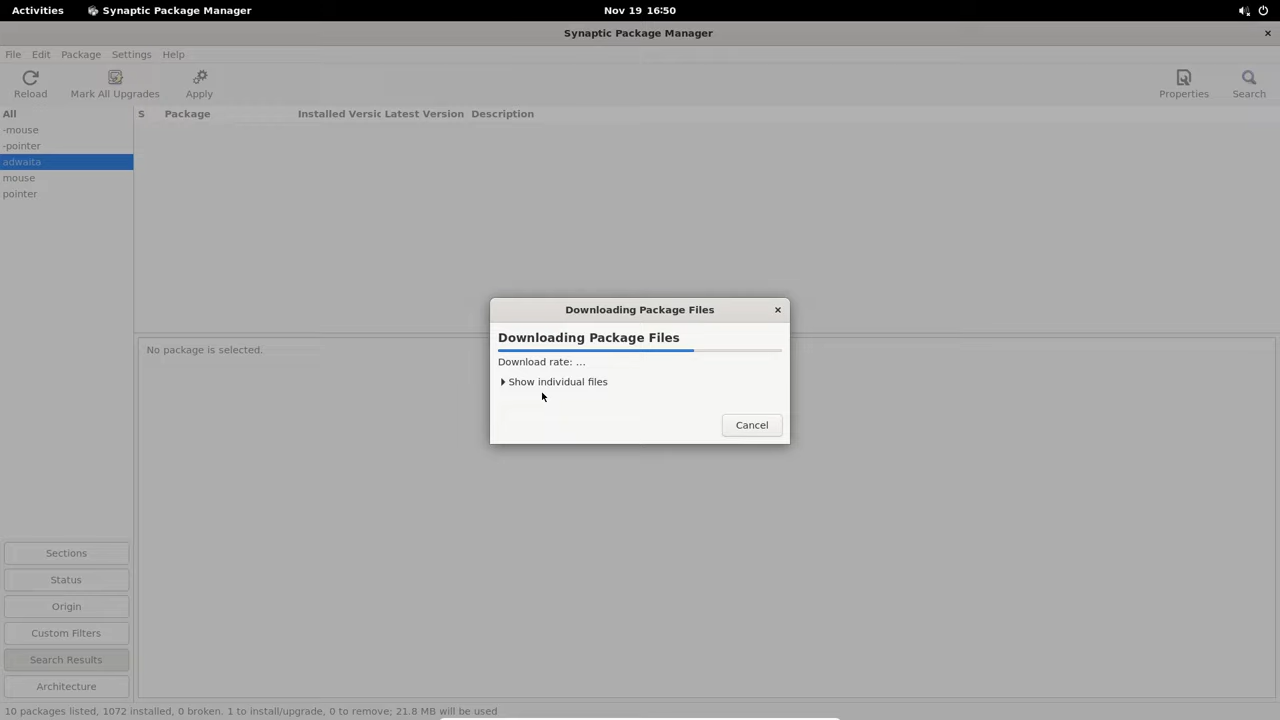 Activities Synaptic Package Manager Nov 19 16:50
Synaptic Package Manager
File Edit Package Settings Help
Reload Mark All Upgrades Apply Properties Search
All
-mouse
-pointer
adwaita
mouse
pointer
S Package Installed Versic Latest Version Description
No package is selected.
Downloading Package Files
Downloading Package Files
Download rate: ...
Show individual files
Cancel
Sections
Status
Origin
Custom Filters
Search Results
Architecture
10 packages listed, 1072 installed, 0 broken. 1 to install/upgrade, 0 to remove; 21.8 MB will be used